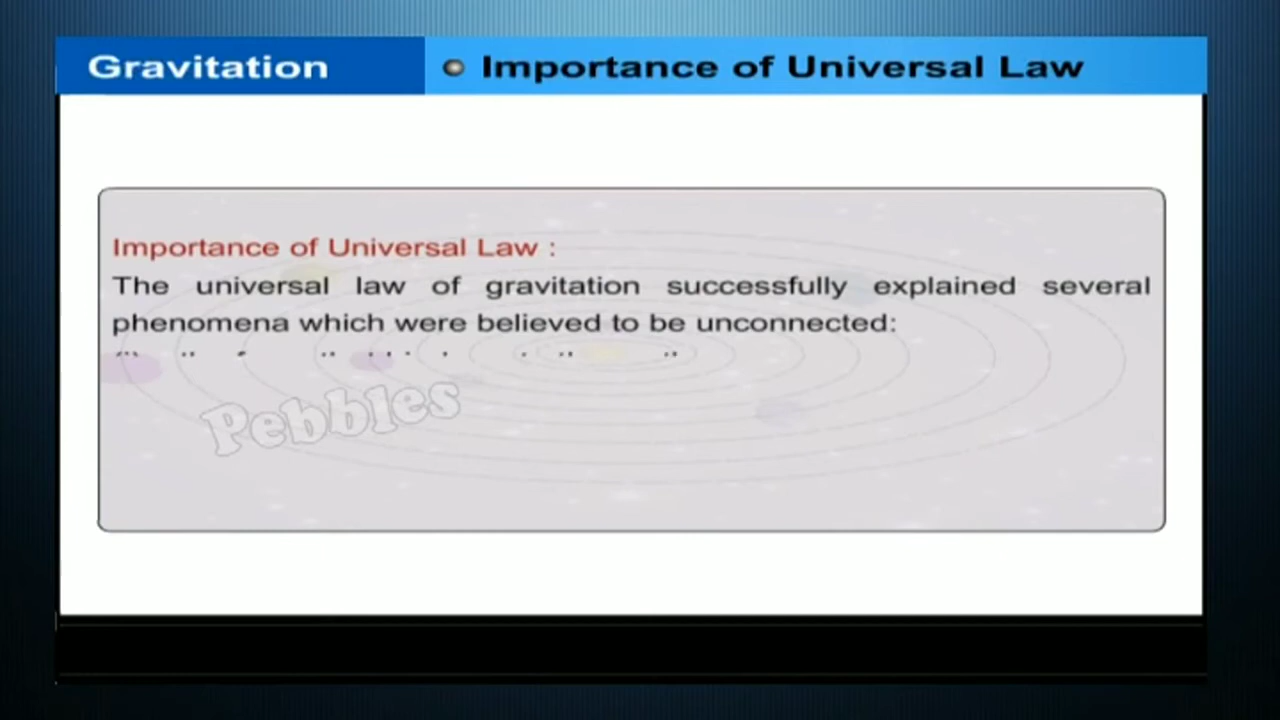 Gravitation
Importance of Universal Law
Importance of Universal Law :
The universal law of gravitation successfully explained several
phenomena which were believed to be unconnected:
Pebbles